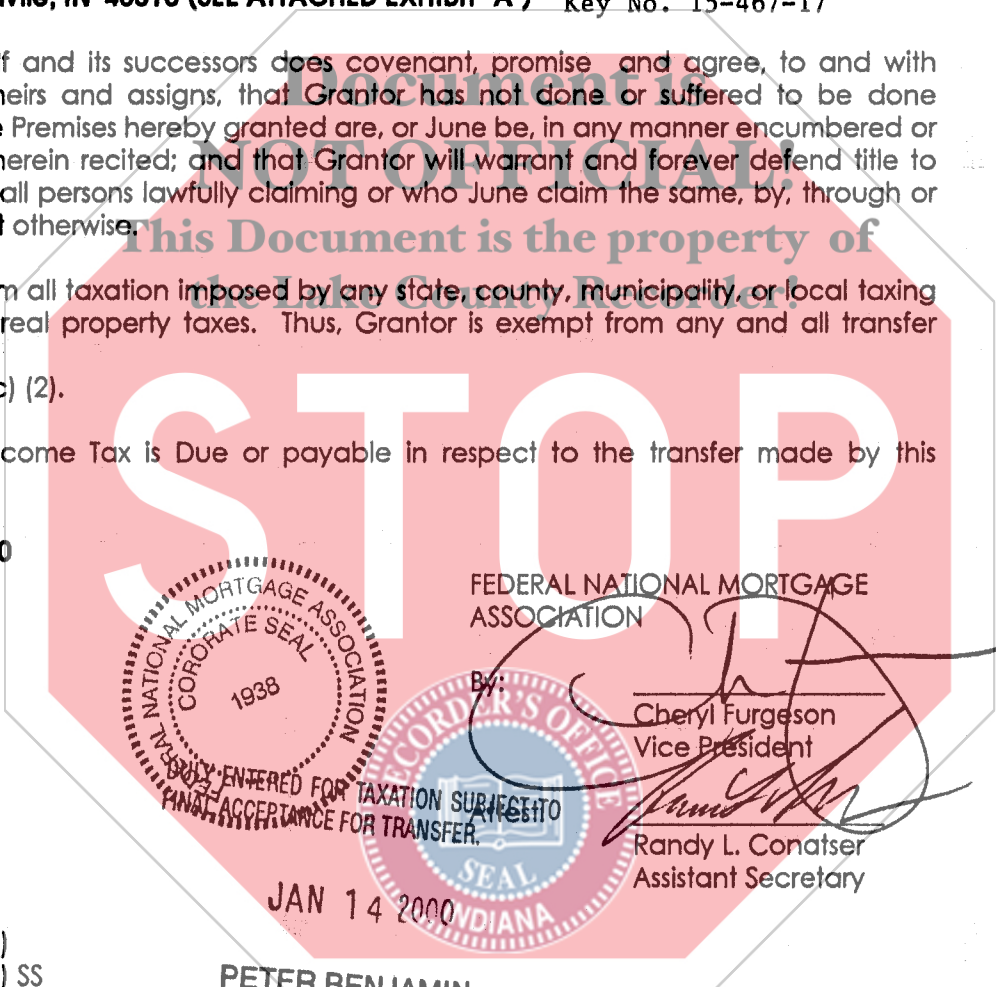 ville, IN 46375 (SEE ATTACHED EXHIBIT "A") Key No. 15-467-17
f and its successors does covenant, promise and agree, to and with
heirs and assigns, that Grantor has not done or suffered to be done
e Premises hereby granted are, or June be, in any manner encumbered or
herein recited; and that Grantor will warrant and forever defend title to
all persons lawfully claiming or who June claim the same, by, through or
t otherwise.
Document is
NOT OFFICIAL!
This Document is the property of
the Lake County Recorder!
m all taxation imposed by any state, county, municipality, or local taxing
real property taxes. Thus, Grantor is exempt from any and all transfer
c) (2).
STOP
come Tax is Due or payable in respect to the transfer made by this
0
FEDERAL NATIONAL MORTGAGE ASSOCIATION
CORORATE SEAL
1938
FEDERAL NATIONAL MORTGAGE
ASSOCIATION
By:
Cheryl Furgeson
Vice President
Attest:
Randy L. Conatser
Assistant Secretary
RECORDER'S OFFICE
SEAL
INDIANA
DULY ENTERED FOR TAXATION SUBJECT TO
FINAL ACCEPTANCE FOR TRANSFER.
JAN 14 2000
)
) SS
PETER BENJAMIN